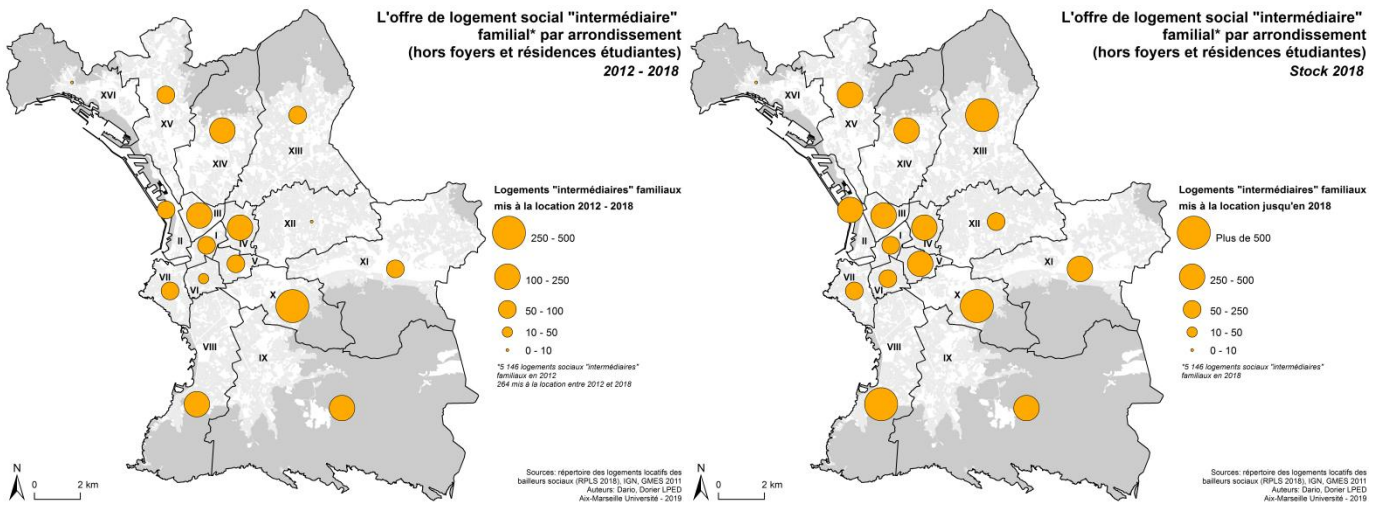 L'offre de logement social "intermédiaire"
familial* par arrondissement
(hors foyers et résidences étudiantes)
2012 - 2018
XVI
XV
XIV
XIII
III
II
I
IV
XII
V
XI
VII
VI
X
VIII
IX
Logements "intermédiaires" familiaux
mis à la location 2012 - 2018
250 - 500
100 - 250
50 - 100
10 - 50
0 - 10
*5 146 logements sociaux "intermédiaires"
familiaux en 2012
264 mis à la location entre 2012 et 2018
N
0 2 km
Sources: répertoire des logements locatifs des
bailleurs sociaux (RPLS 2018), IGN, GMES 2011
Auteurs: Dario, Dorier LPED
Aix-Marseille Université - 2019
L'offre de logement social "intermédiaire"
familial* par arrondissement
(hors foyers et résidences étudiantes)
Stock 2018
XVI
XV
XIV
XIII
III
II
I
IV
XII
V
XI
VII
VI
X
VIII
IX
Logements "intermédiaires" familiaux
mis à la location jusqu'en 2018
Plus de 500
250 - 500
50 - 250
10 - 50
0 - 10
*5 146 logements sociaux "intermédiaires"
familiaux en 2018
N
0 2 km
Sources: répertoire des logements locatifs des
bailleurs sociaux (RPLS 2018), IGN, GMES 2011
Auteurs: Dario, Dorier LPED
Aix-Marseille Université - 2019